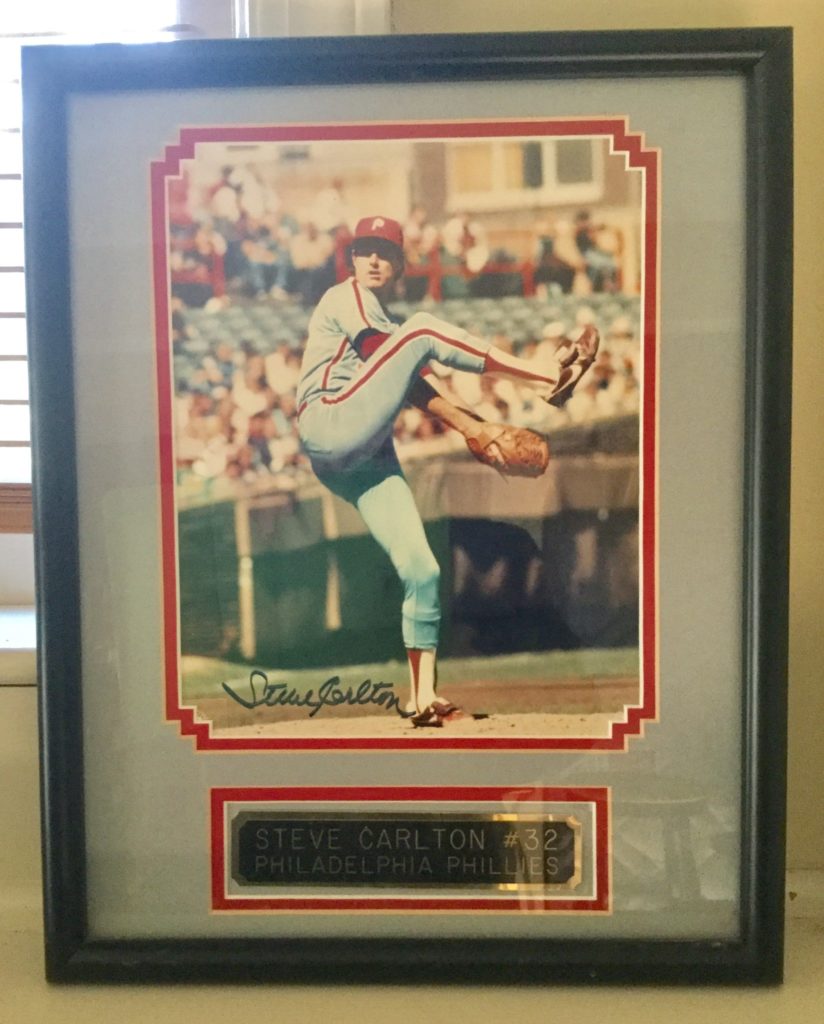 P
Steve Carlton
STEVE CARLTON #32
PHILADELPHIA PHILLIES